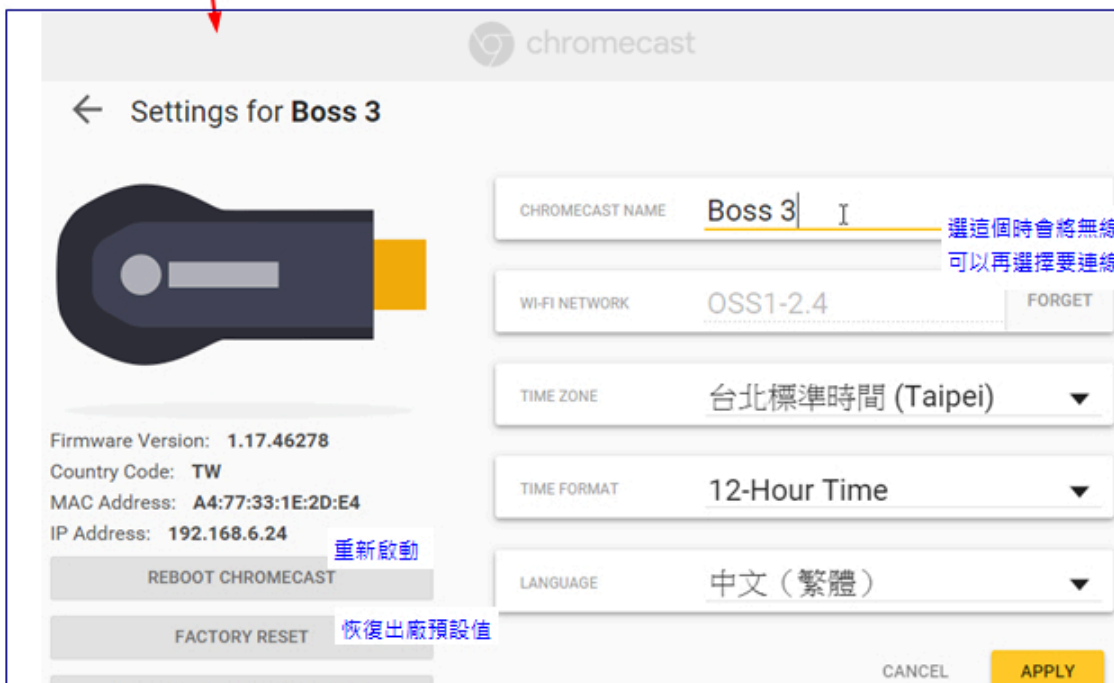 chromecast
Settings for Boss 3
CHROMECAST NAME Boss 3
選這個時會將無線
可以再選擇要連線
WI-FI NETWORK OSS1-2.4 FORGET
TIME ZONE 台北標準時間 (Taipei)
TIME FORMAT 12-Hour Time
LANGUAGE 中文（繁體）
Firmware Version: 1.17.46278
Country Code: TW
MAC Address: A4:77:33:1E:2D:E4
IP Address: 192.168.6.24
重新啟動
REBOOT CHROMECAST
恢復出廠預設值
FACTORY RESET
CANCEL APPLY